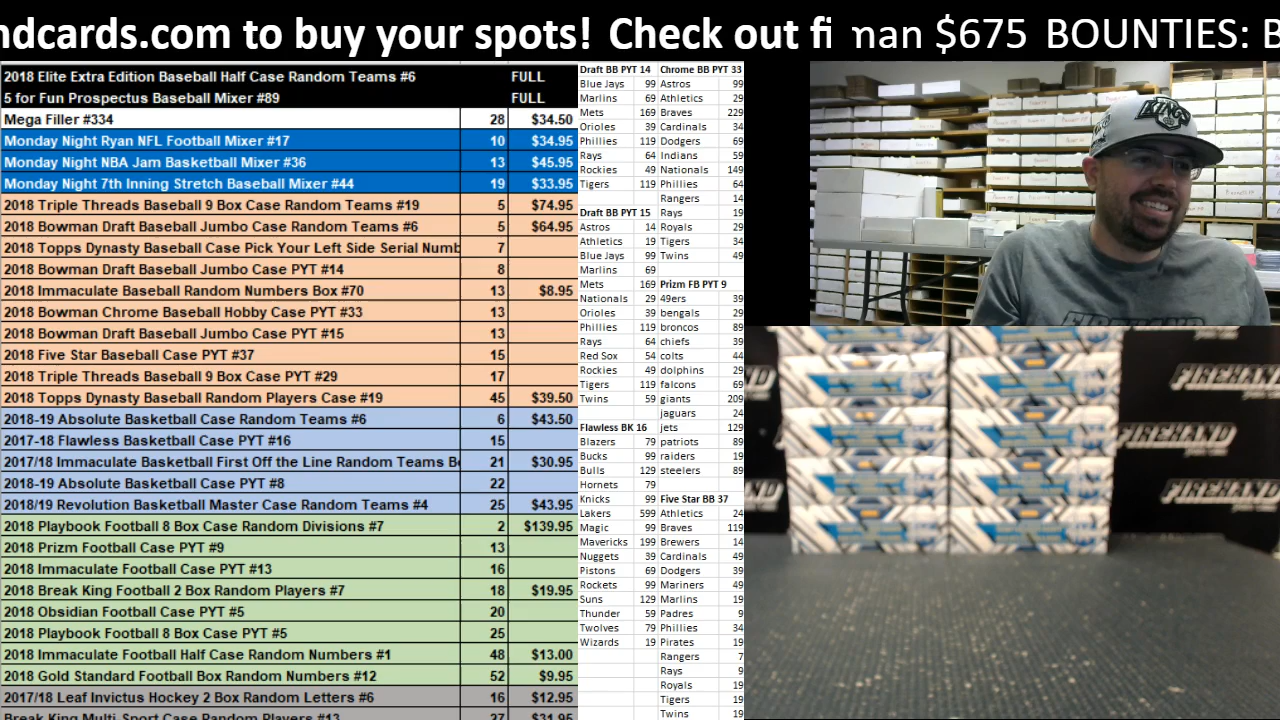 ndcards.com to buy your spots! Check out fi man $675 BOUNTIES: B
2018 Elite Extra Edition Baseball Half Case Random Teams #6 FULL
5 for Fun Prospectus Baseball Mixer #89 FULL
Mega Filler #334 28 $34.50
Monday Night Ryan NFL Football Mixer #17 10 $34.95
Monday Night NBA Jam Basketball Mixer #36 13 $45.95
Monday Night 7th Inning Stretch Baseball Mixer #44 19 $33.95
2018 Triple Threads Baseball 9 Box Case Random Teams #19 5 $74.95
2018 Bowman Draft Baseball Jumbo Case Random Teams #6 5 $64.95
2018 Topps Dynasty Baseball Case Pick Your Left Side Serial Numb 7
2018 Bowman Draft Baseball Jumbo Case PYT #14 8
2018 Immaculate Baseball Random Numbers Box #70 13 $8.95
2018 Bowman Chrome Baseball Hobby Case PYT #33 13
2018 Bowman Draft Baseball Jumbo Case PYT #15 13
2018 Five Star Baseball Case PYT #37 15
2018 Triple Threads Baseball 9 Box Case PYT #29 17
2018 Topps Dynasty Baseball Random Players Case #19 45 $39.50
2018-19 Absolute Basketball Case Random Teams #6 6 $43.50
2017-18 Flawless Basketball Case PYT #16 15
2017/18 Immaculate Basketball First Off the Line Random Teams B 21 $30.95
2018-19 Absolute Basketball Case PYT #8 22
2018/19 Revolution Basketball Master Case Random Teams #4 25 $43.95
2018 Playbook Football 8 Box Case Random Divisions #7 2 $139.95
2018 Prizm Football Case PYT #9 13
2018 Immaculate Football Case PYT #13 16
2018 Break King Football 2 Box Random Players #7 18 $19.95
2018 Obsidian Football Case PYT #5 20
2018 Playbook Football 8 Box Case PYT #5 25
2018 Immaculate Football Half Case Random Numbers #1 48 $13.00
2018 Gold Standard Football Box Random Numbers #12 52 $9.95
2017/18 Leaf Invictus Hockey 2 Box Random Letters #6 16 $12.95
Break King Multi-Sport Case Random Players #13 27 $31.95
Draft BB PYT 14
Blue Jays 99
Marlins 69
Mets 169
Orioles 39
Phillies 119
Rays 64
Rockies 49
Tigers 119
Draft BB PYT 15
Astros 14
Athletics 19
Blue Jays 99
Marlins 69
Mets 169
Nationals 29
Orioles 39
Phillies 119
Rays 64
Red Sox 54
Rockies 49
Tigers 119
Twins 59
Flawless BK 16
Blazers 79
Bucks 99
Bulls 129
Hornets 79
Knicks 99
Lakers 599
Magic 99
Mavericks 199
Nuggets 39
Pistons 69
Rockets 99
Suns 129
Thunder 59
Twolves 79
Wizards 19
Chrome BB PYT 33
Astros 99
Athletics 29
Braves 229
Cardinals 34
Dodgers 69
Indians 59
Nationals 149
Phillies 64
Rangers 14
Rays 19
Royals 29
Tigers 34
Twins 49
Prizm FB PYT 9
49ers 39
bengals 29
broncos 89
chiefs 39
colts 44
dolphins 29
falcons 69
giants 209
jaguars 24
jets 129
patriots 89
raiders 19
steelers 89
Five Star BB 37
Athletics 24
Braves 119
Brewers 14
Cardinals 49
Dodgers 39
Mariners 49
Marlins 19
Padres 9
Phillies 34
Pirates 19
Rangers 7
Rays 9
Royals 19
Tigers 19
Twins 19
KINGS
FIREHAND
FIREHAND